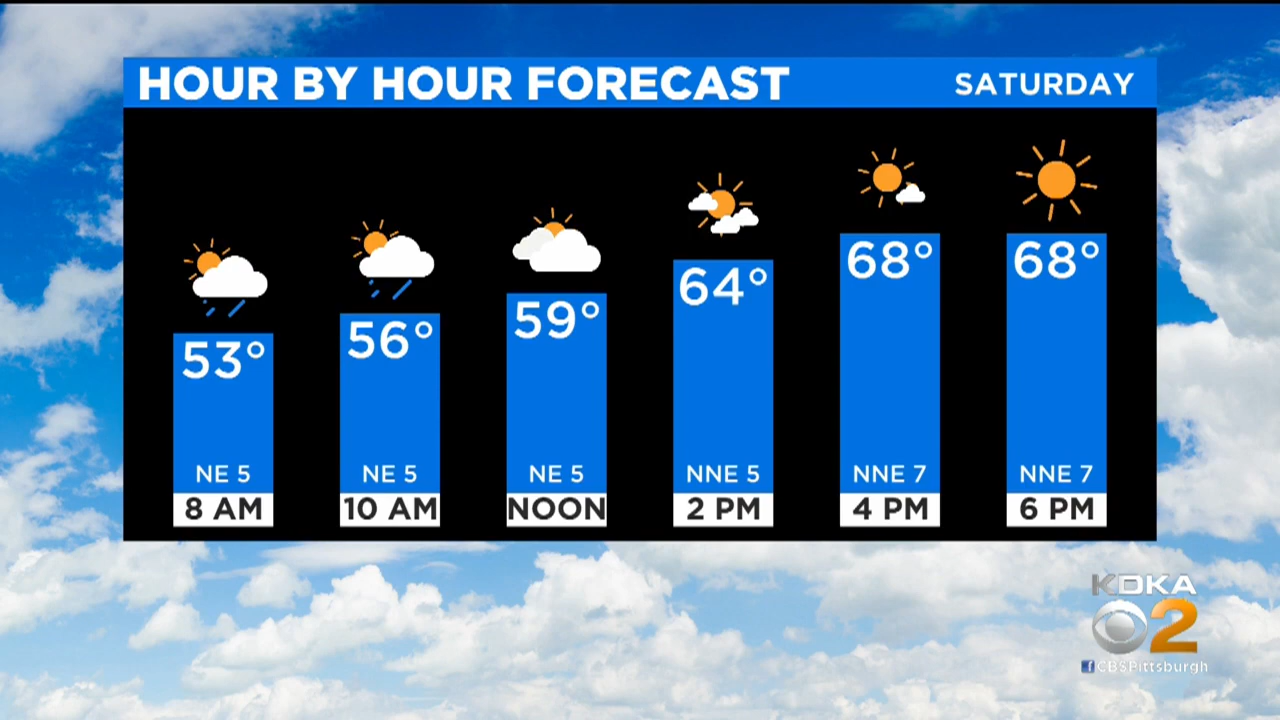 HOUR BY HOUR FORECAST SATURDAY
53° 56° 59° 64° 68° 68°
NE 5 NE 5 NE 5 NNE 5 NNE 7 NNE 7
8 AM 10 AM NOON 2 PM 4 PM 6 PM
KDKA
2
f CBSPittsburgh